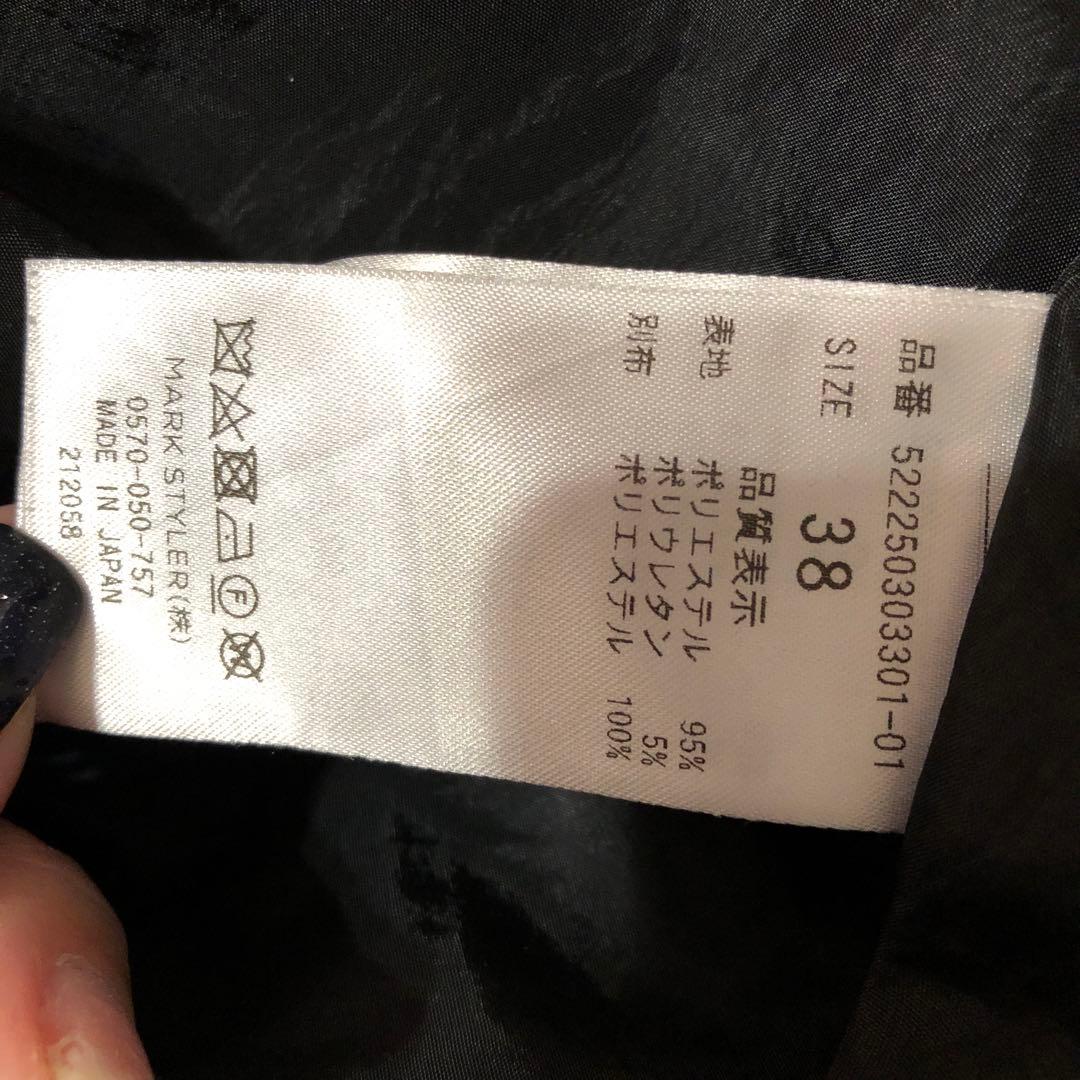 品番 522250303301-01
SIZE 38
品質表示
表地 ポリエステル 95%
ポリウレタン 5%
別布 ポリエステル 100%
F W
MARK STYLER(株)
0570-050-757
MADE IN JAPAN
212058